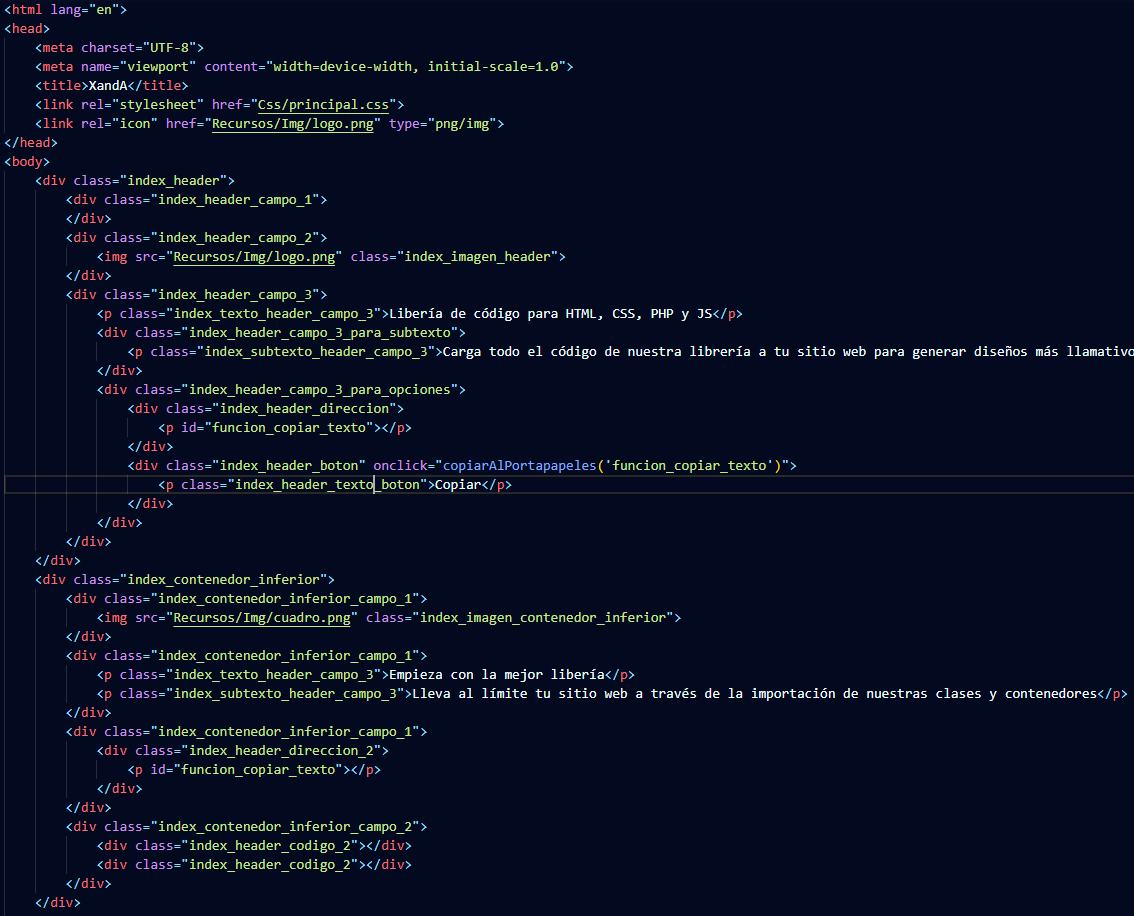 <html lang="en">
<head>
    <meta charset="UTF-8">
    <meta name="viewport" content="width=device-width, initial-scale=1.0">
    <title>XandA</title>
    <link rel="stylesheet" href="Css/principal.css">
    <link rel="icon" href="Recursos/Img/logo.png" type="png/img">
</head>
<body>
    <div class="index_header">
        <div class="index_header_campo_1">
        </div>
        <div class="index_header_campo_2">
            <img src="Recursos/Img/logo.png" class="index_imagen_header">
        </div>
        <div class="index_header_campo_3">
            <p class="index_texto_header_campo_3">Libería de código para HTML, CSS, PHP y JS</p>
            <div class="index_header_campo_3_para_subtexto">
                <p class="index_subtexto_header_campo_3">Carga todo el código de nuestra librería a tu sitio web para generar diseños más llamativo
            </div>
            <div class="index_header_campo_3_para_opciones">
                <div class="index_header_direccion">
                    <p id="funcion_copiar_texto"></p>
                </div>
                <div class="index_header_boton" onclick="copiarAlPortapapeles('funcion_copiar_texto')">
                    <p class="index_header_texto_boton">Copiar</p>
                </div>
            </div>
        </div>
    </div>
    <div class="index_contenedor_inferior">
        <div class="index_contenedor_inferior_campo_1">
            <img src="Recursos/Img/cuadro.png" class="index_imagen_contenedor_inferior">
        </div>
        <div class="index_contenedor_inferior_campo_1">
            <p class="index_texto_header_campo_3">Empieza con la mejor libería</p>
            <p class="index_subtexto_header_campo_3">Lleva al límite tu sitio web a través de la importación de nuestras clases y contenedores</p>
        </div>
        <div class="index_contenedor_inferior_campo_1">
            <div class="index_header_direccion_2">
                <p id="funcion_copiar_texto"></p>
            </div>
        </div>
        <div class="index_contenedor_inferior_campo_2">
            <div class="index_header_codigo_2"></div>
            <div class="index_header_codigo_2"></div>
        </div>
    </div>